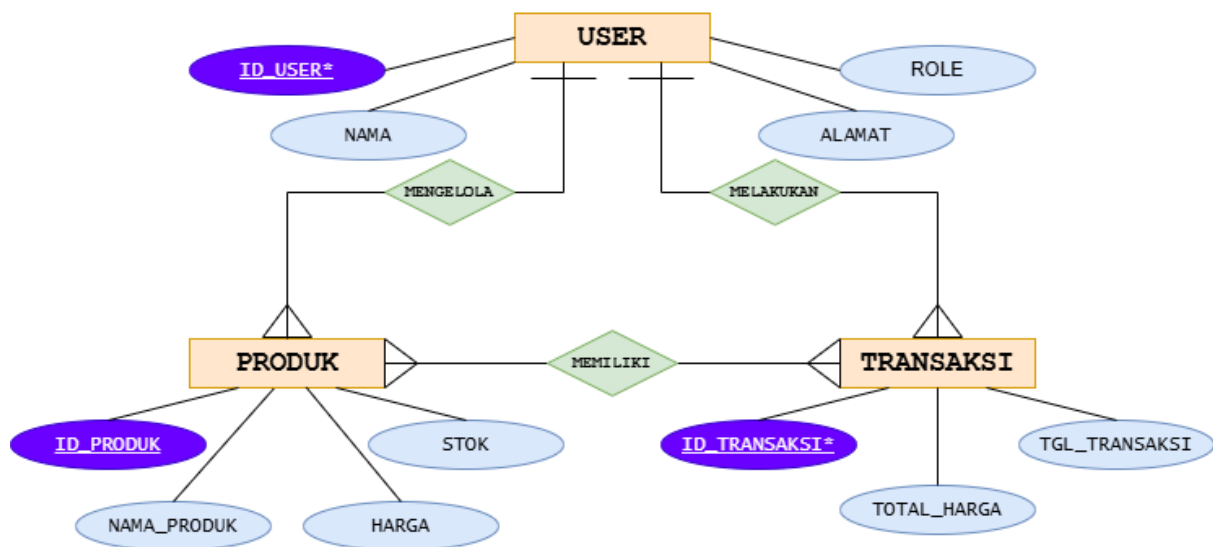 USER
ID_USER*
ROLE
NAMA
ALAMAT
MENGELOLA
MELAKUKAN
PRODUK
MEMILIKI
TRANSAKSI
ID_PRODUK
STOK
ID_TRANSAKSI*
TGL_TRANSAKSI
NAMA_PRODUK
HARGA
TOTAL_HARGA